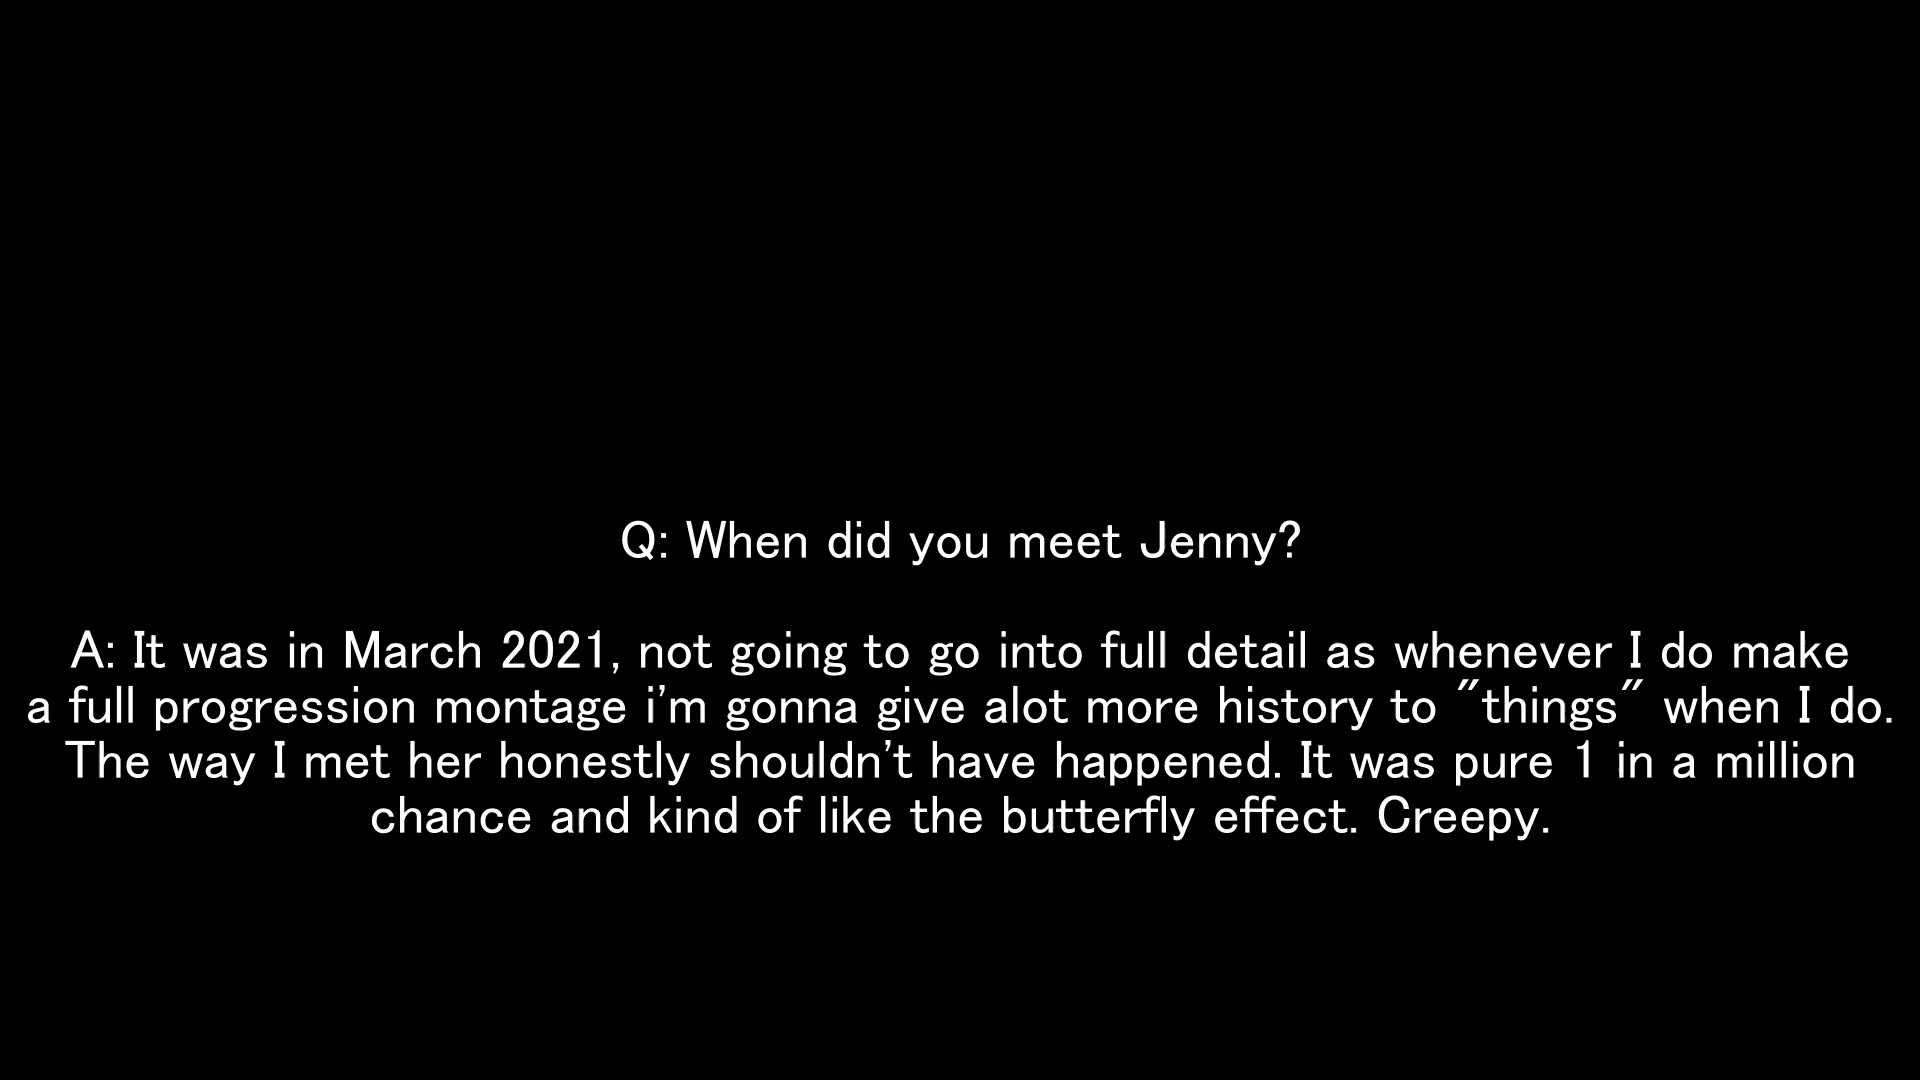 Q: When did you meet Jenny?
A: It was in March 2021, not going to go into full detail as whenever I do make
a full progression montage i'm gonna give alot more history to "things" when I do.
The way I met her honestly shouldn't have happened. It was pure 1 in a million
chance and kind of like the butterfly effect. Creepy.